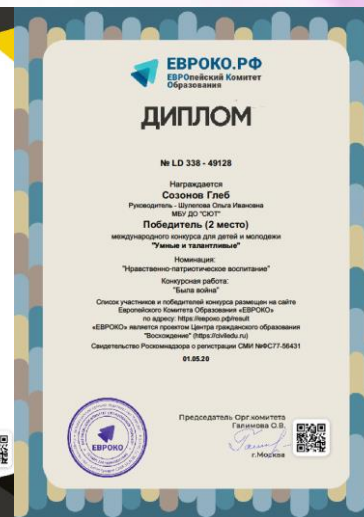 ЕВРОКО.РФ
ЕВРОпейский Комитет
Образования
ДИПЛОМ
№ LD 338 - 49128
Награждается
Созонов Глеб
Руководитель - Шулепова Ольга Ивановна
МБУ ДО "СЮТ"
Победитель (2 место)
международного конкурса для детей и молодежи
"Умные и талантливые"
Номинация:
"Нравственно-патриотическое воспитание"
Конкурсная работа:
"Была война"
Список участников и победителей конкурса размещен на сайте
Европейского Комитета Образования «ЕВРОКО»
по адресу: https://евроко.рф/result
«ЕВРОКО» является проектом Центра гражданского образования
"Восхождение" (https://civiledu.ru)
Свидетельство Роскомнадзора о регистрации СМИ №ФС77-56431
01.05.20
Председатель Оргкомитета
Галимова О.В.
г.Москва
ЕВРОКО